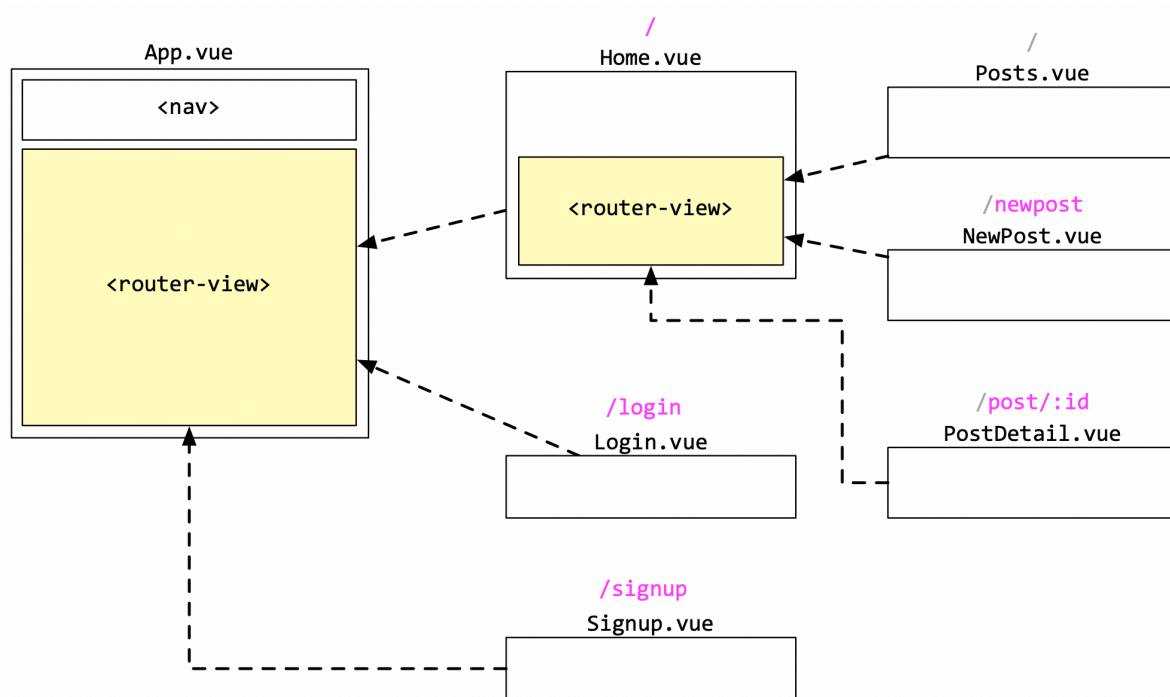 App.vue
<nav>
<router-view>
/
Home.vue
<router-view>
/
Posts.vue
/newpost
NewPost.vue
/login
Login.vue
/post/:id
PostDetail.vue
/signup
Signup.vue